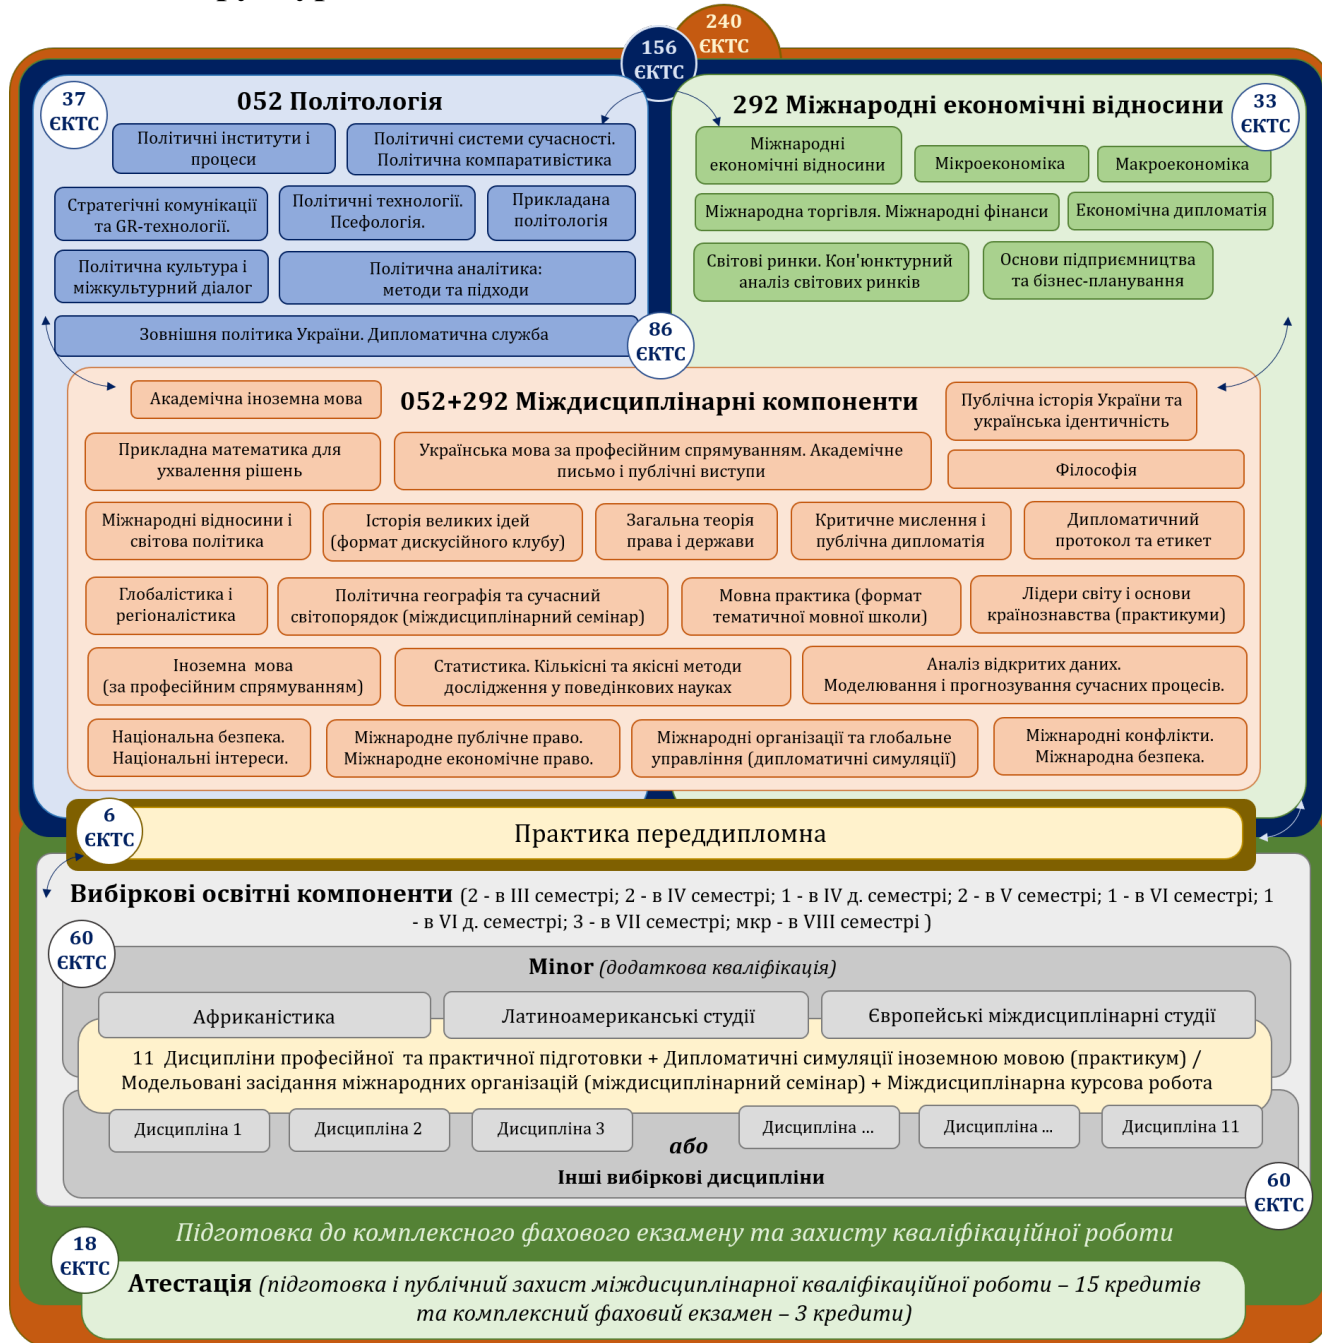 240
ЄКТС
156
ЄКТС
37
ЄКТС
052 Політологія
Політичні інститути і
процеси
Політичні системи сучасності.
Політична компаративістика
Стратегічні комунікації
та GR-технології.
Політичні технології.
Псефологія.
Прикладана
політологія
Політична культура і
міжкультурний діалог
Політична аналітика:
методи та підходи
Зовнішня політика України. Дипломатична служба
292 Міжнародні економічні відносини
33
ЄКТС
Міжнародні
економічні відносини
Мікроекономіка
Макроекономіка
Міжнародна торгівля. Міжнародні фінанси
Економічна дипломатія
Світові ринки. Кон'юнктурний
аналіз світових ринків
Основи підприємництва
та бізнес-планування
86
ЄКТС
Академічна іноземна мова
052+292 Міждисциплінарні компоненти
Публічна історія України та
українська ідентичність
Прикладна математика для
ухвалення рішень
Українська мова за професійним спрямуванням. Академічне
письмо і публічні виступи
Філософія
Міжнародні відносини і
світова політика
Історія великих ідей
(формат дискусійного клубу)
Загальна теорія
права і держави
Критичне мислення і
публічна дипломатія
Дипломатичний
протокол та етикет
Глобалістика і
регіоналістика
Політична географія та сучасний
світопорядок (міждисциплінарний семінар)
Мовна практика (формат
тематичної мовної школи)
Лідери світу і основи
країнознавства (практикуми)
Іноземна мова
(за професійним спрямуванням)
Статистика. Кількісні та якісні методи
дослідження у поведінкових науках
Аналіз відкритих даних.
Моделювання і прогнозування сучасних процесів.
Національна безпека.
Національні інтереси.
Міжнародне публічне право.
Міжнародне економічне право.
Міжнародні організації та глобальне
управління (дипломатичні симуляції)
Міжнародні конфлікти.
Міжнародна безпека.
6
ЄКТС
Практика переддипломна
Вибіркові освітні компоненти (2 - в III семестрі; 2 - в IV семестрі; 1 - в IV д. семестрі; 2 - в V семестрі; 1 - в VI семестрі; 1
- в VI д. семестрі; 3 - в VII семестрі; мкр - в VIII семестрі )
60
ЄКТС
Minor (додаткова кваліфікація)
Африканістика
Латиноамериканські студії
Європейські міждисциплінарні студії
11 Дисципліни професійної та практичної підготовки + Дипломатичні симуляції іноземною мовою (практикум) /
Модельовані засідання міжнародних організацій (міждисциплінарний семінар) + Міждисциплінарна курсова робота
Дисципліна 1
Дисципліна 2
Дисципліна 3
або
Дисципліна ...
Дисципліна ...
Дисципліна 11
Інші вибіркові дисципліни
60
ЄКТС
Підготовка до комплексного фахового екзамену та захисту кваліфікаційної роботи
18
ЄКТС
Атестація (підготовка і публічний захист міждисциплінарної кваліфікаційної роботи – 15 кредитів
та комплексний фаховий екзамен – 3 кредити)